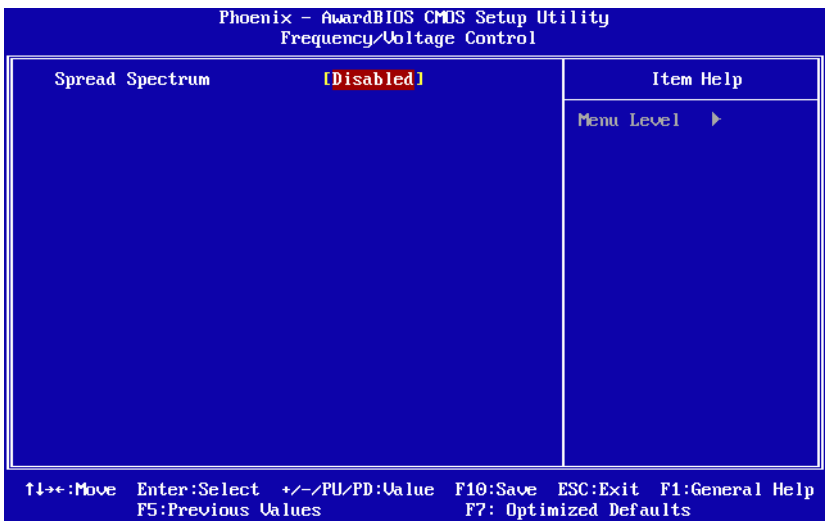 Phoenix - AwardBIOS CMOS Setup Utility
Frequency/Voltage Control
Spread Spectrum [Disabled]
Item Help
Menu Level ▶
↑↓→←:Move Enter:Select +/-/PU/PD:Value F10:Save ESC:Exit F1:General Help
F5:Previous Values F7: Optimized Defaults